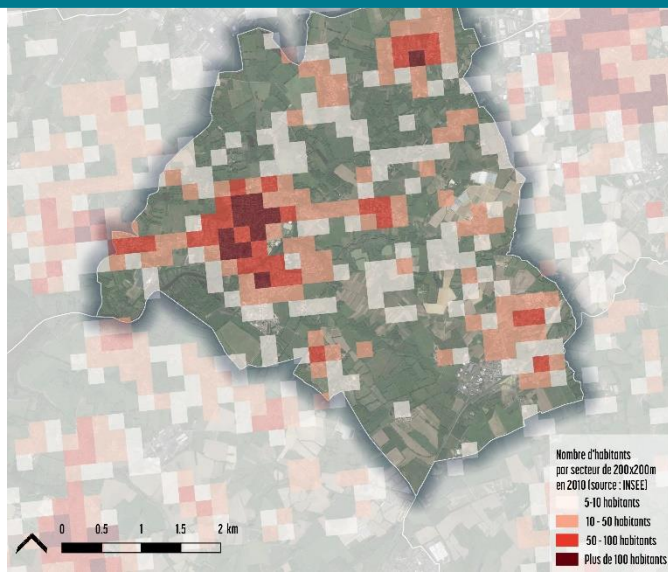 Nombre d'habitants
par secteur de 200x200m
en 2010 (source : INSEE)
5-10 habitants
10 - 50 habitants
50 - 100 habitants
Plus de 100 habitants
0 0.5 1 1.5 2 km